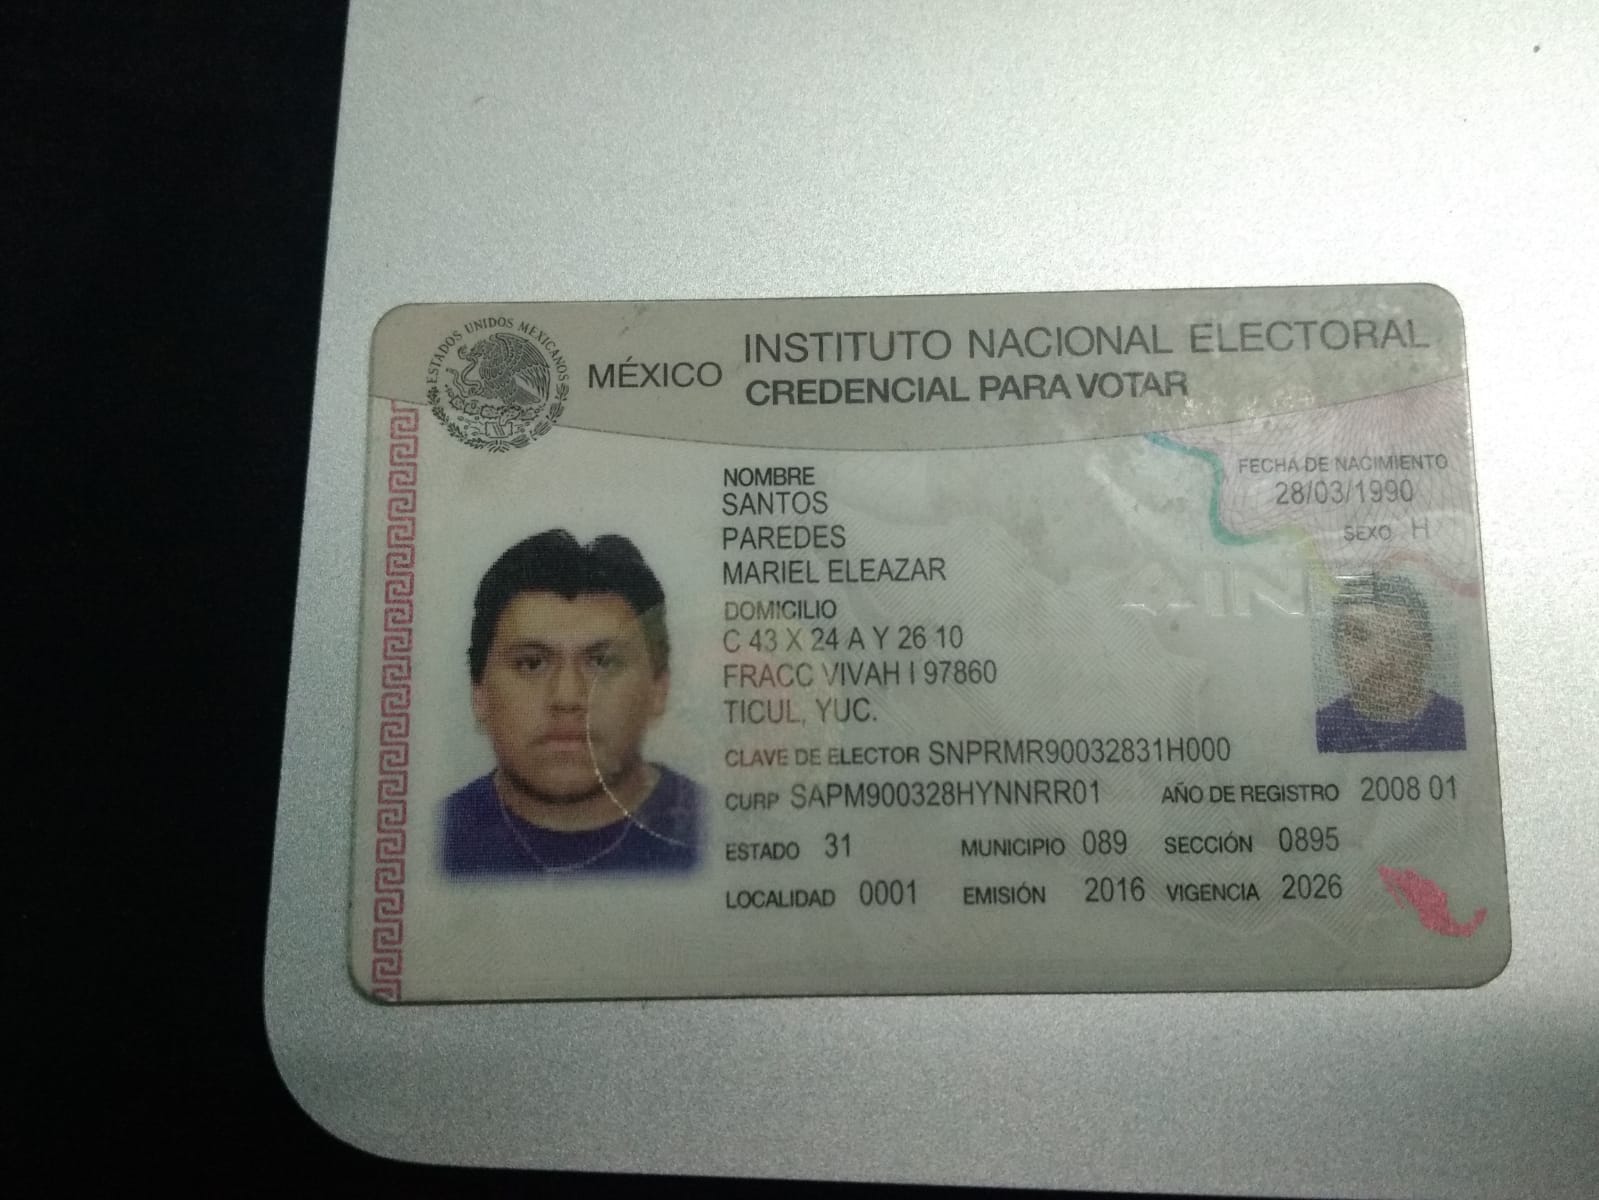 ESTADOS UNIDOS MEXICANOS
MÉXICO
INSTITUTO NACIONAL ELECTORAL
CREDENCIAL PARA VOTAR
NOMBRE
SANTOS
PAREDES
MARIEL ELEAZAR
FECHA DE NACIMIENTO
28/03/1990
SEXO H
DOMICILIO
C 43 X 24 A Y 26 10
FRACC VIVAH I 97860
TICUL, YUC.
CLAVE DE ELECTOR SNPRMR90032831H000
CURP SAPM900328HYNNRR01 AÑO DE REGISTRO 2008 01
ESTADO 31 MUNICIPIO 089 SECCIÓN 0895
LOCALIDAD 0001 EMISIÓN 2016 VIGENCIA 2026